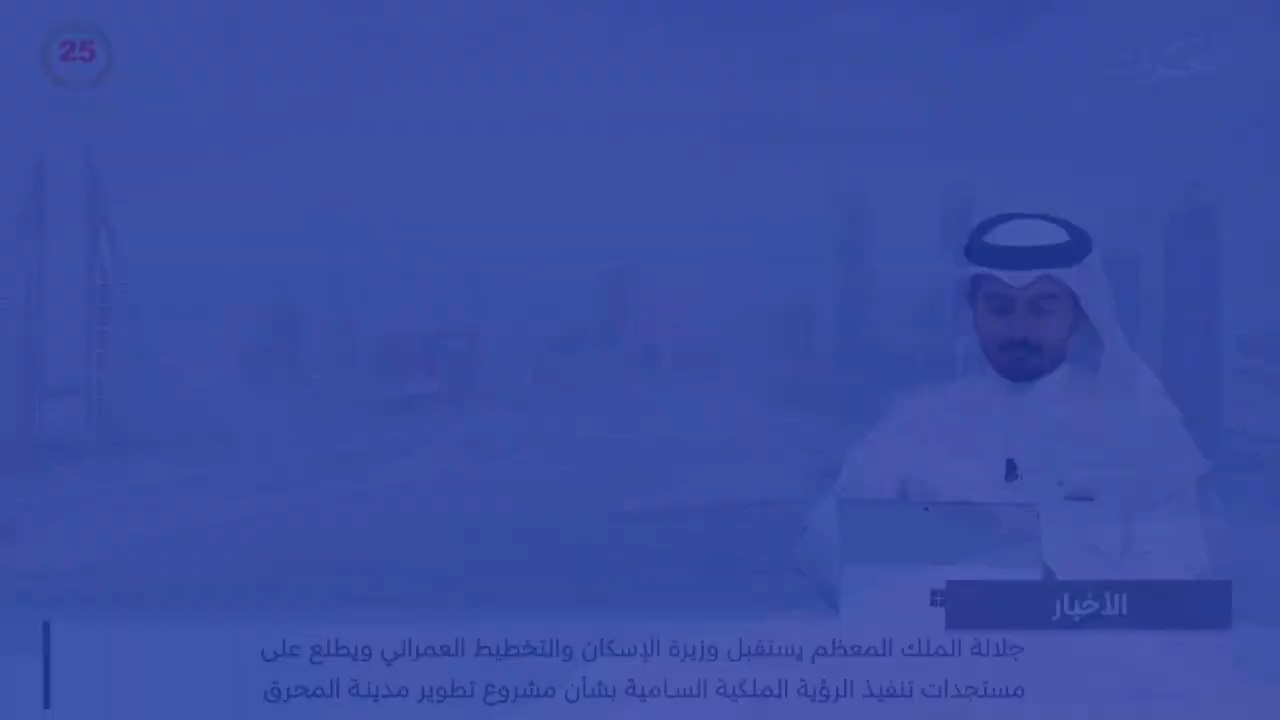 25
الأخبار
جلالة الملك المعظم يستقبل وزيرة الإسكان والتخطيط العمراني ويطلع على
مستجدات تنفيذ الرؤية الملكية السامية بشأن مشروع تطوير مدينة المحرق